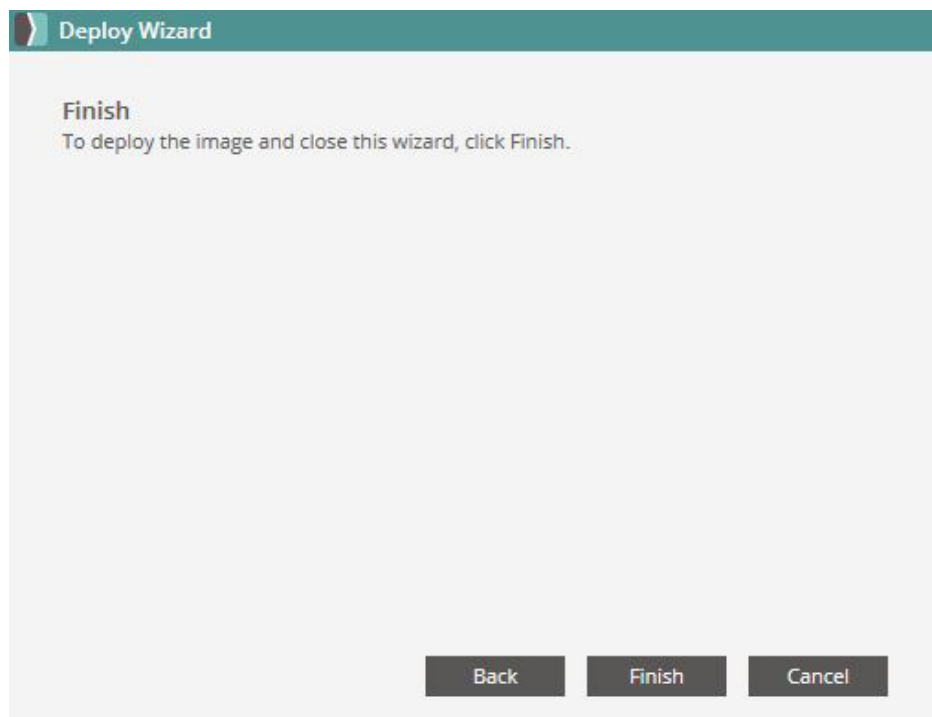 Deploy Wizard
Finish
To deploy the image and close this wizard, click Finish.
Back Finish Cancel